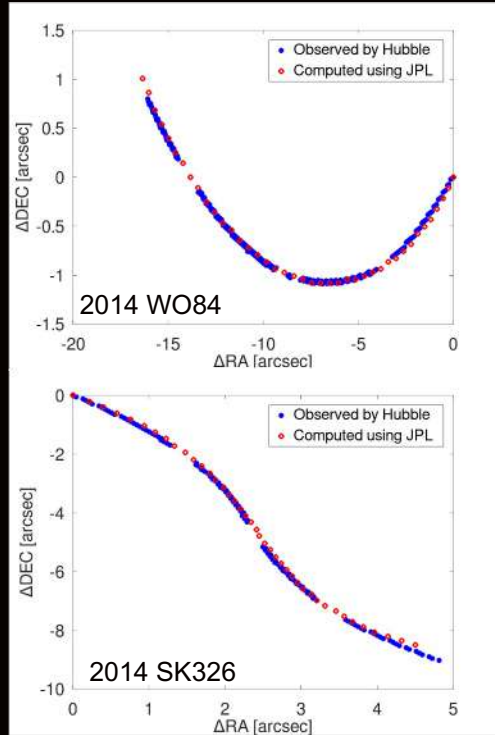 Observed by Hubble
Computed using JPL
ΔDEC [arcsec]
1.5
1
0.5
0
-0.5
-1
-1.5
2014 WO84
-20 -15 -10 -5 0
ΔRA [arcsec]
Observed by Hubble
Computed using JPL
ΔDEC [arcsec]
0
-2
-4
-6
-8
-10
2014 SK326
0 1 2 3 4 5
ΔRA [arcsec]